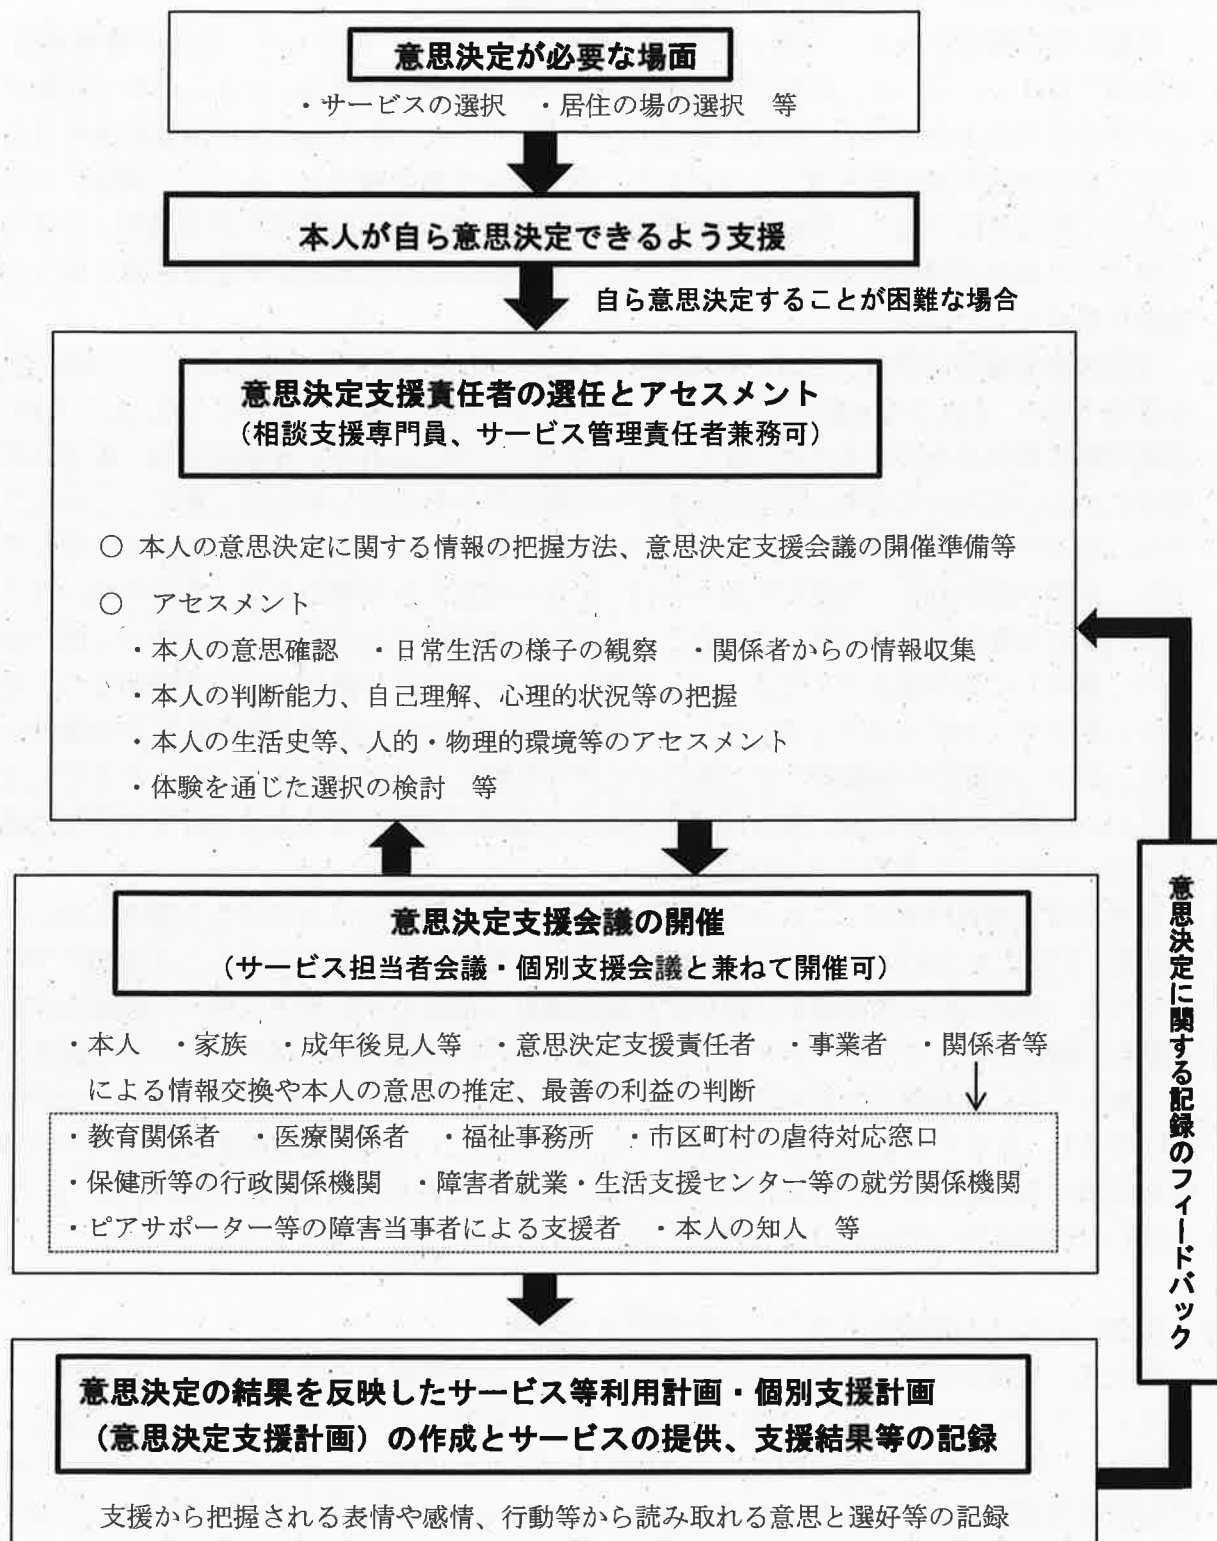 意思決定が必要な場面
・サービスの選択　・居住の場の選択　等
本人が自ら意思決定できるよう支援
自ら意思決定することが困難な場合
意思決定支援責任者の選任とアセスメント
（相談支援専門員、サービス管理責任者兼務可）
○ 本人の意思決定に関する情報の把握方法、意思決定支援会議の開催準備等
○　アセスメント
・本人の意思確認　・日常生活の様子の観察　・関係者からの情報収集
・本人の判断能力、自己理解、心理的状況等の把握
・本人の生活史等、人的・物理的環境等のアセスメント
・体験を通じた選択の検討　等
意思決定支援会議の開催
（サービス担当者会議・個別支援会議と兼ねて開催可）
・本人　・家族　・成年後見人等　・意思決定支援責任者　・事業者　・関係者等
による情報交換や本人の意思の推定、最善の利益の判断
・教育関係者　・医療関係者　・福祉事務所　・市区町村の虐待対応窓口
・保健所等の行政関係機関　・障害者就業・生活支援センター等の就労関係機関
・ピアサポーター等の障害当事者による支援者　・本人の知人　等
意思決定の結果を反映したサービス等利用計画・個別支援計画
（意思決定支援計画）の作成とサービスの提供、支援結果等の記録
支援から把握される表情や感情、行動等から読み取れる意思と選好等の記録
意思決定に関する記録のフィードバック